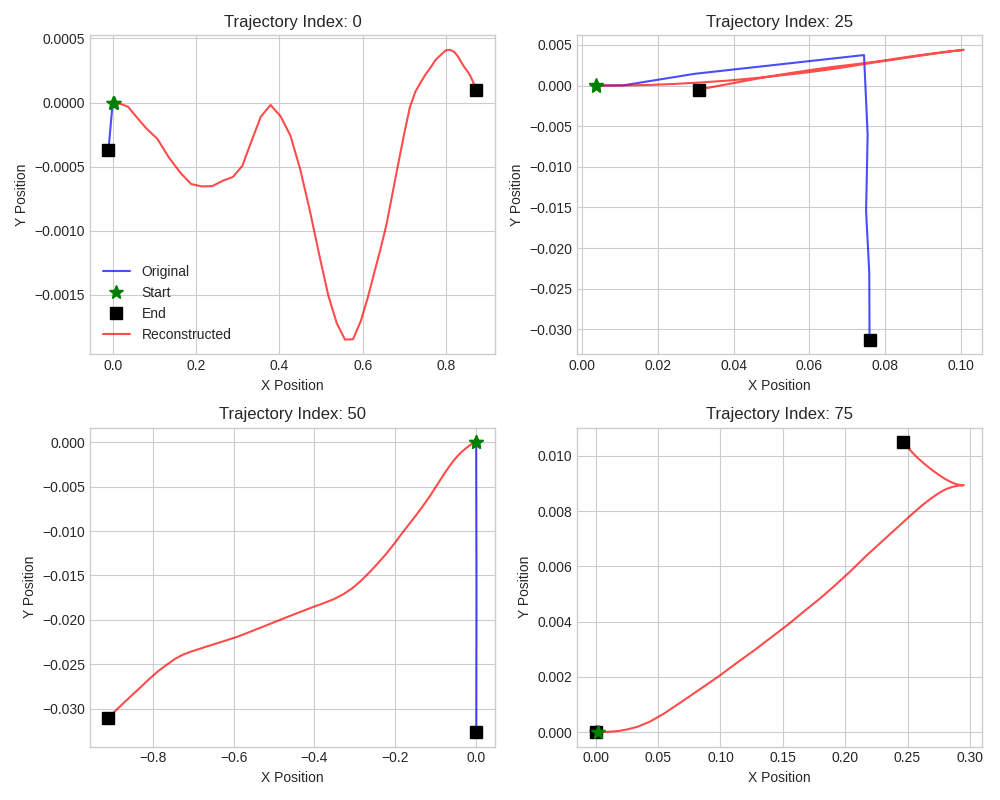 Trajectory Index: 0
0.0005
0.0000
−0.0005
−0.0010
−0.0015
Y Position
Original
Start
End
Reconstructed
0.0 0.2 0.4 0.6 0.8
X Position
Trajectory Index: 25
0.005
0.000
−0.005
−0.010
−0.015
−0.020
−0.025
−0.030
Y Position
0.00 0.02 0.04 0.06 0.08 0.10
X Position
Trajectory Index: 50
0.000
−0.005
−0.010
−0.015
−0.020
−0.025
−0.030
Y Position
−0.8 −0.6 −0.4 −0.2 0.0
X Position
Trajectory Index: 75
0.010
0.008
0.006
0.004
0.002
0.000
Y Position
0.00 0.05 0.10 0.15 0.20 0.25 0.30
X Position